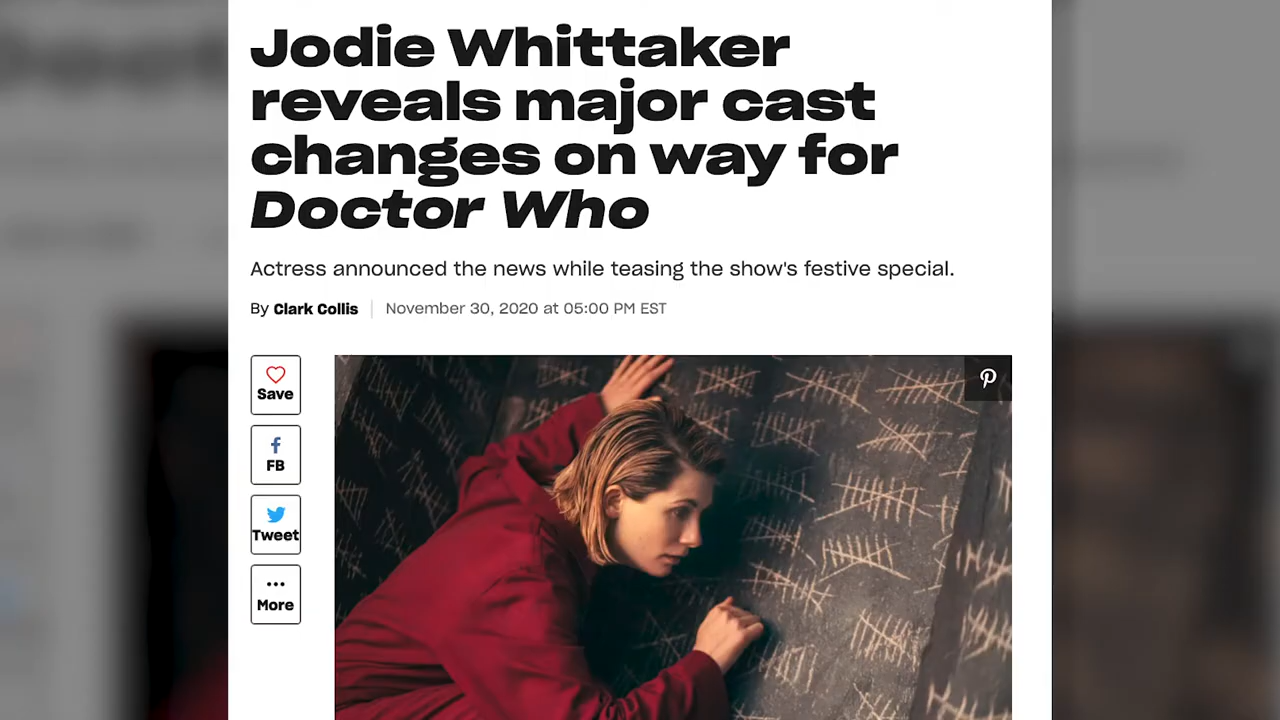 Jodie Whittaker
reveals major cast
changes on way for
Doctor Who
Actress announced the news while teasing the show's festive special.
By Clark Collis November 30, 2020 at 05:00 PM EST
Save
FB
Tweet
More